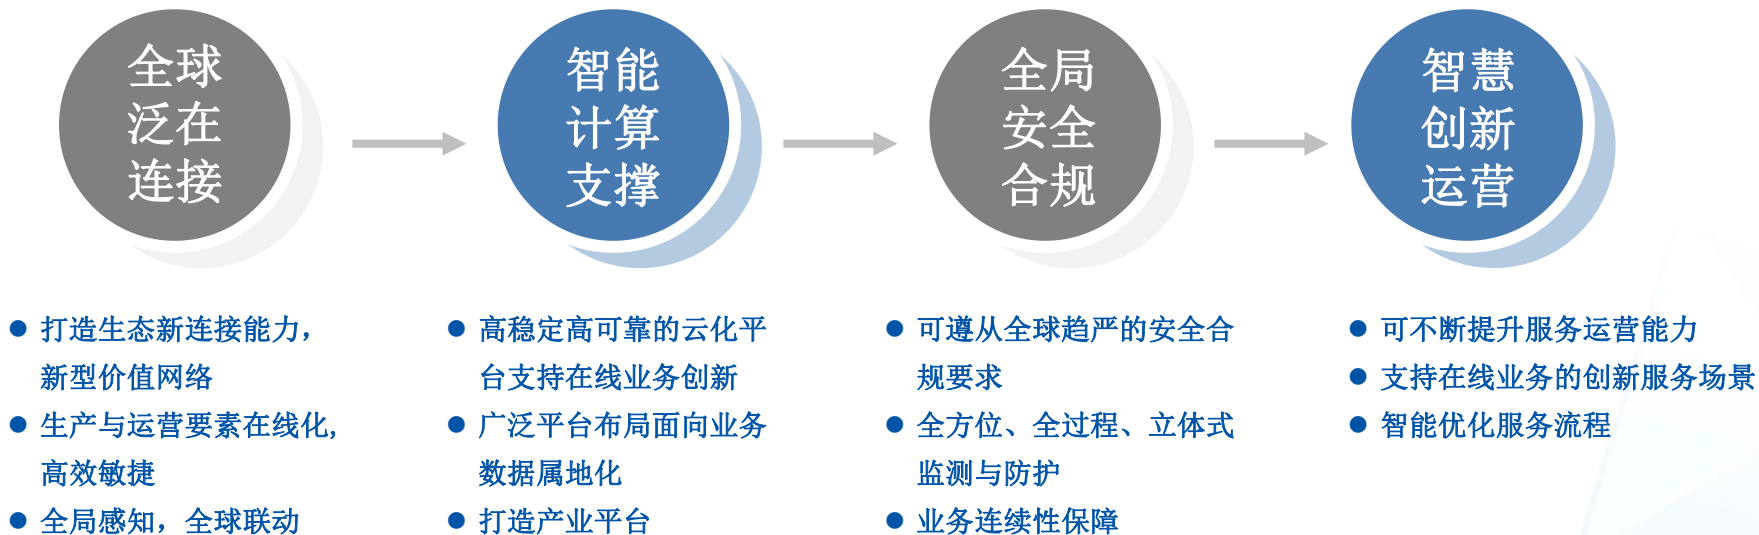 全球
泛在
连接
智能
计算
支撑
全局
安全
合规
智慧
创新
运营
打造生态新连接能力，
新型价值网络
生产与运营要素在线化,
高效敏捷
全局感知，全球联动
高稳定高可靠的云化平
台支持在线业务创新
广泛平台布局面向业务
数据属地化
打造产业平台
可遵从全球趋严的安全合
规要求
全方位、全过程、立体式
监测与防护
业务连续性保障
可不断提升服务运营能力
支持在线业务的创新服务场景
智能优化服务流程